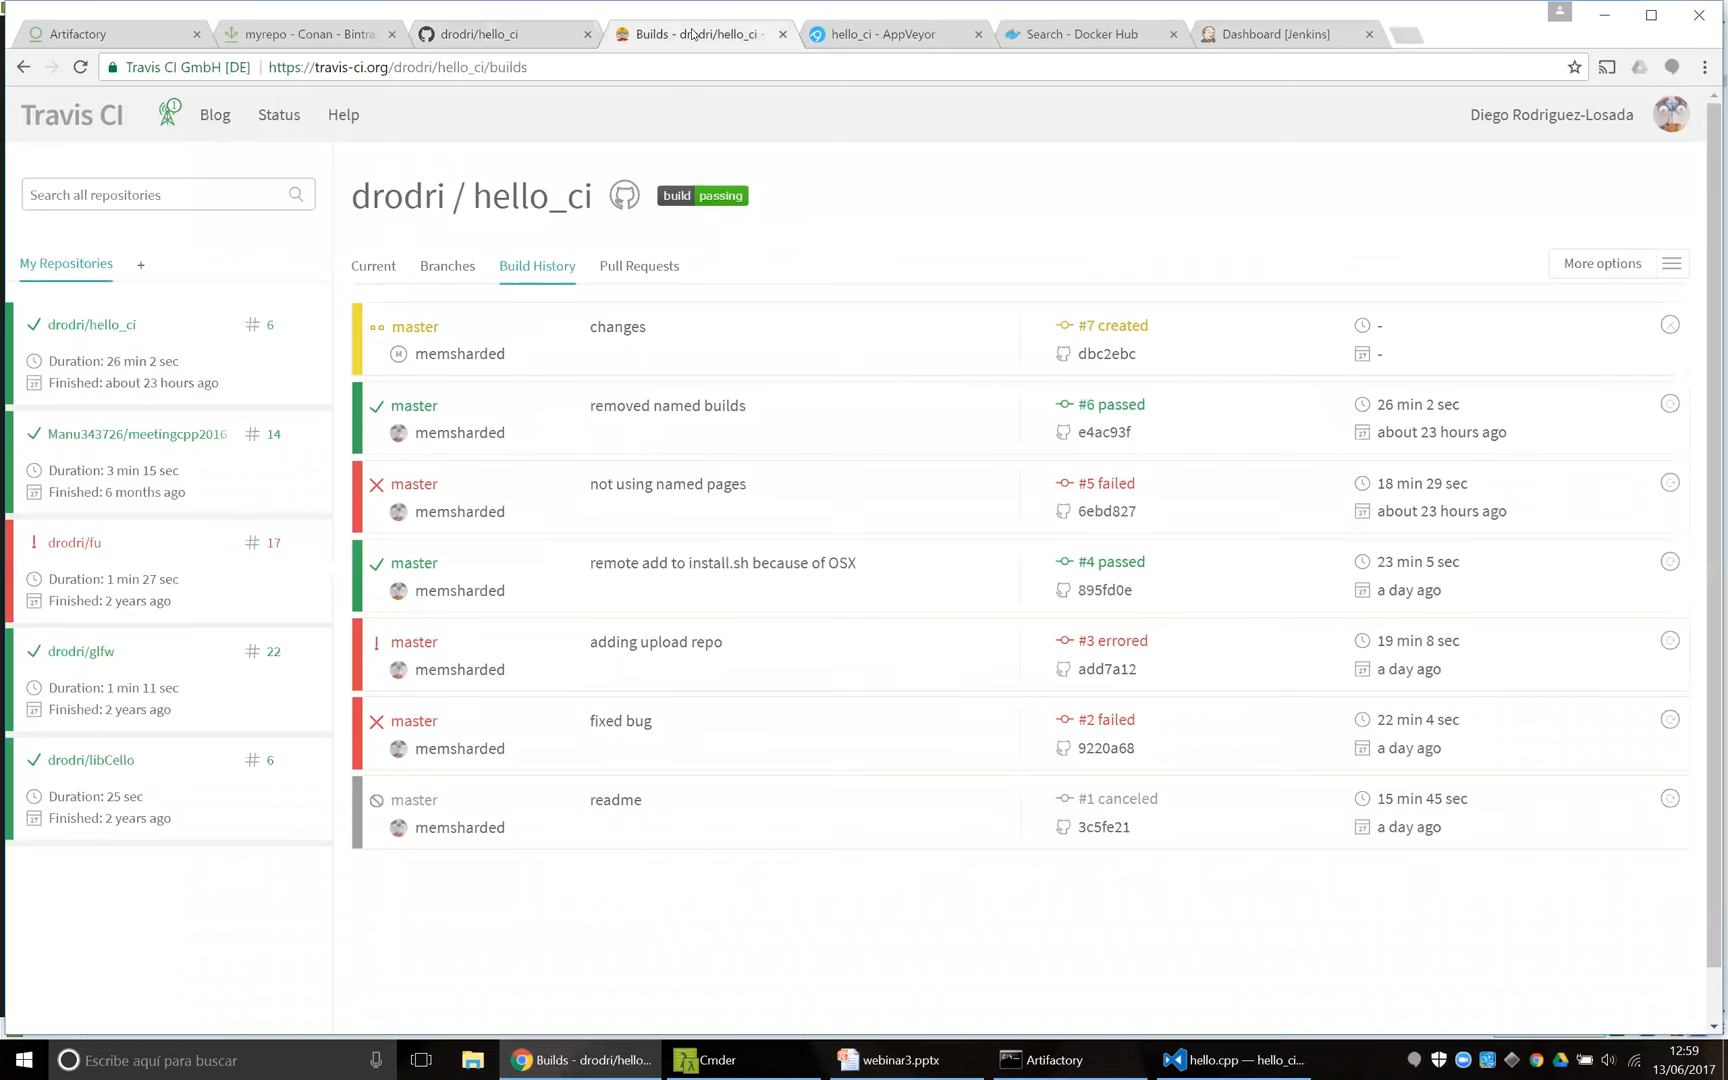 Artifactory
myrepo - Conan - Bintra
drodri/hello_ci
Builds - drodri/hello_ci -
hello_ci - AppVeyor
Search - Docker Hub
Dashboard [Jenkins]
Travis CI GmbH [DE]
https://travis-ci.org/drodri/hello_ci/builds
Travis CI
1
Blog
Status
Help
Diego Rodriguez-Losada
Search all repositories
drodri / hello_ci
build passing
My Repositories
+
Current
Branches
Build History
Pull Requests
More options
drodri/hello_ci
# 6
Duration: 26 min 2 sec
Finished: about 23 hours ago
Manu343726/meetingcpp2016
# 14
Duration: 3 min 15 sec
Finished: 6 months ago
drodri/fu
# 17
Duration: 1 min 27 sec
Finished: 2 years ago
drodri/glfw
# 22
Duration: 1 min 11 sec
Finished: 2 years ago
drodri/libCello
# 6
Duration: 25 sec
Finished: 2 years ago
master
changes
#7 created
-
M
memsharded
dbc2ebc
-
master
removed named builds
#6 passed
26 min 2 sec
memsharded
e4ac93f
about 23 hours ago
master
not using named pages
#5 failed
18 min 29 sec
memsharded
6ebd827
about 23 hours ago
master
remote add to install.sh because of OSX
#4 passed
23 min 5 sec
memsharded
895fd0e
a day ago
master
adding upload repo
#3 errored
19 min 8 sec
memsharded
add7a12
a day ago
master
fixed bug
#2 failed
22 min 4 sec
memsharded
9220a68
a day ago
master
readme
#1 canceled
15 min 45 sec
memsharded
3c5fe21
a day ago
Escribe aquí para buscar
Builds - drodri/hello...
Cmder
webinar3.pptx
Artifactory
hello.cpp — hello_ci...
12:59
13/06/2017